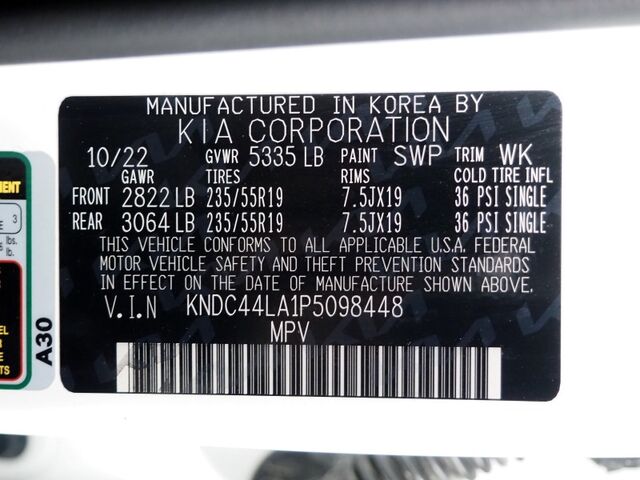 MANUFACTURED IN KOREA BY
KIA CORPORATION
10/22 GVWR 5335 LB PAINT SWP TRIM WK
GAWR TIRES RIMS COLD TIRE INFL
FRONT 2822 LB 235/55R19 7.5JX19 36 PSI SINGLE
REAR 3064 LB 235/55R19 7.5JX19 36 PSI SINGLE
THIS VEHICLE CONFORMS TO ALL APPLICABLE U.S.A. FEDERAL
MOTOR VEHICLE SAFETY AND THEFT PREVENTION STANDARDS
IN EFFECT ON THE DATE OF MANUFACTURE SHOWN ABOVE.
V.I.N KNDC44LA1P5098448
MPV
A30
3
lbs.